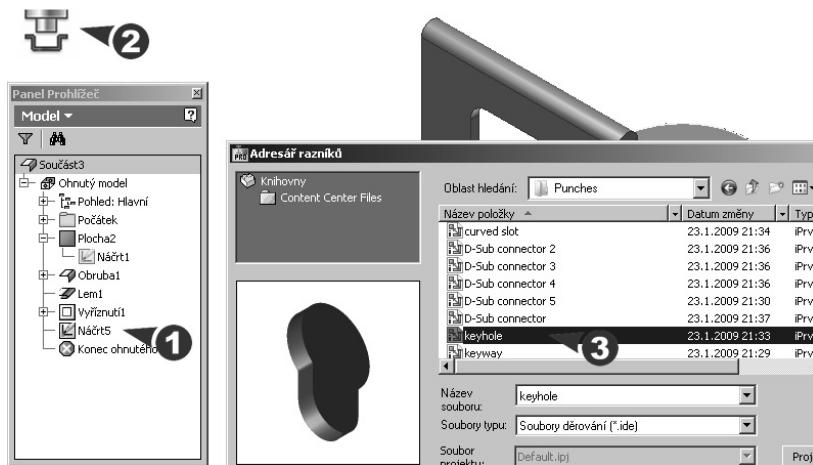 2
Panel Prohlížeč
Model
Součást3
Ohnutý model
Pohled: Hlavní
Počátek
Plocha2
Náčrt1
Obruba1
Lem1
Vyříznutí1
Náčrt5
1
Konec ohnutého
PRO Adresář razníků
Knihovny
Content Center Files
Oblast hledání: Punches
Název položky Datum změny Typ
curved slot 23.1.2009 21:34 iPrv
D-Sub connector 2 23.1.2009 21:36 iPrv
D-Sub connector 3 23.1.2009 21:36 iPrv
D-Sub connector 4 23.1.2009 21:36 iPrv
D-Sub connector 5 23.1.2009 21:30 iPrv
D-Sub connector 23.1.2009 21:37 iPrv
keyhole 3 23.1.2009 21:33 iPrv
keyway 23.1.2009 21:29 iPrv
Název
souboru: keyhole
Soubory typu: Soubory děrování (*.ide)
Soubor
projektu: Default.ipj Proj